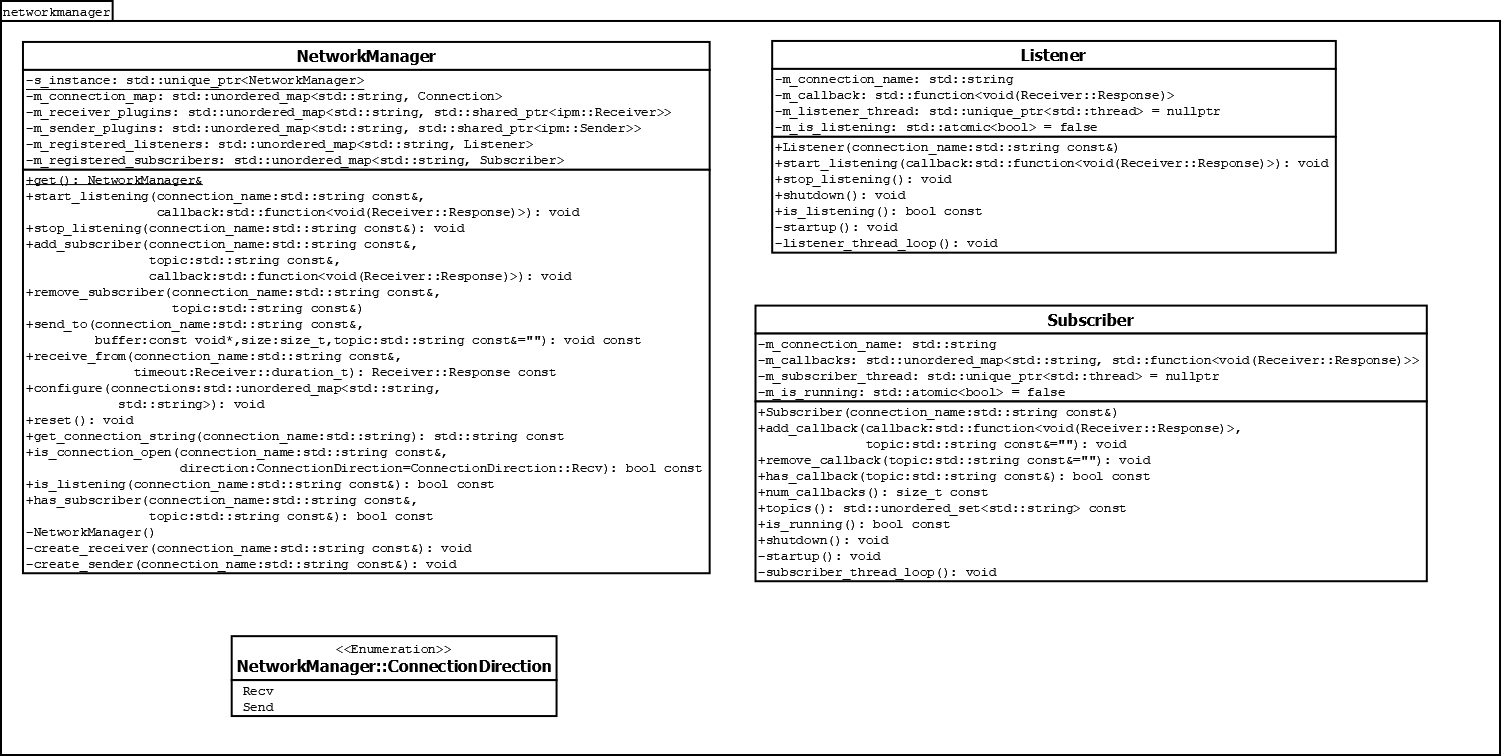 networkmanager
NetworkManager
-s_instance: std::unique_ptr<NetworkManager>
-m_connection_map: std::unordered_map<std::string, Connection>
-m_receiver_plugins: std::unordered_map<std::string, std::shared_ptr<ipm::Receiver>>
-m_sender_plugins: std::unordered_map<std::string, std::shared_ptr<ipm::Sender>>
-m_registered_listeners: std::unordered_map<std::string, Listener>
-m_registered_subscribers: std::unordered_map<std::string, Subscriber>
+get(): NetworkManager&
+start_listening(connection_name:std::string const&,
callback:std::function<void(Receiver::Response)>): void
+stop_listening(connection_name:std::string const&): void
+add_subscriber(connection_name:std::string const&,
topic:std::string const&,
callback:std::function<void(Receiver::Response)>): void
+remove_subscriber(connection_name:std::string const&,
topic:std::string const&)
+send_to(connection_name:std::string const&,
buffer:const void*,size:size_t,topic:std::string const&=""): void const
+receive_from(connection_name:std::string const&,
timeout:Receiver::duration_t): Receiver::Response const
+configure(connections:std::unordered_map<std::string,
std::string>): void
+reset(): void
+get_connection_string(connection_name:std::string): std::string const
+is_connection_open(connection_name:std::string const&,
direction:ConnectionDirection=ConnectionDirection::Recv): bool const
+is_listening(connection_name:std::string const&): bool const
+has_subscriber(connection_name:std::string const&,
topic:std::string const&): bool const
-NetworkManager()
-create_receiver(connection_name:std::string const&): void
-create_sender(connection_name:std::string const&): void
Listener
-m_connection_name: std::string
-m_callback: std::function<void(Receiver::Response)>
-m_listener_thread: std::unique_ptr<std::thread> = nullptr
-m_is_listening: std::atomic<bool> = false
+Listener(connection_name:std::string const&)
+start_listening(callback:std::function<void(Receiver::Response)>): void
+stop_listening(): void
+shutdown(): void
+is_listening(): bool const
-startup(): void
-listener_thread_loop(): void
Subscriber
-m_connection_name: std::string
-m_callbacks: std::unordered_map<std::string, std::function<void(Receiver::Response)>>
-m_subscriber_thread: std::unique_ptr<std::thread> = nullptr
-m_is_running: std::atomic<bool> = false
+Subscriber(connection_name:std::string const&)
+add_callback(callback:std::function<void(Receiver::Response)>,
topic:std::string const&=""): void
+remove_callback(topic:std::string const&=""): void
+has_callback(topic:std::string const&): bool const
+num_callbacks(): size_t const
+topics(): std::unordered_set<std::string> const
+is_running(): bool const
+shutdown(): void
-startup(): void
-subscriber_thread_loop(): void
<<Enumeration>>
NetworkManager::ConnectionDirection
Recv
Send